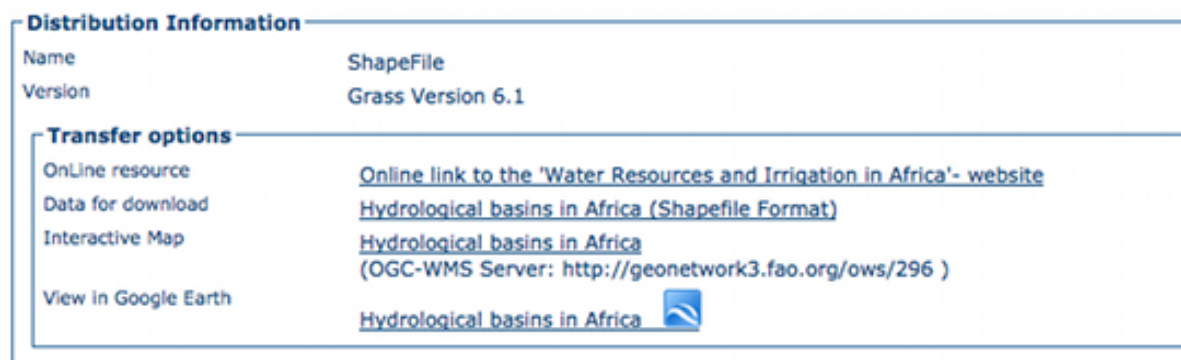 Distribution Information
Name ShapeFile
Version Grass Version 6.1
Transfer options
OnLine resource Online link to the 'Water Resources and Irrigation in Africa'- website
Data for download Hydrological basins in Africa (Shapefile Format)
Interactive Map Hydrological basins in Africa
(OGC-WMS Server: http://geonetwork3.fao.org/ows/296 )
View in Google Earth Hydrological basins in Africa